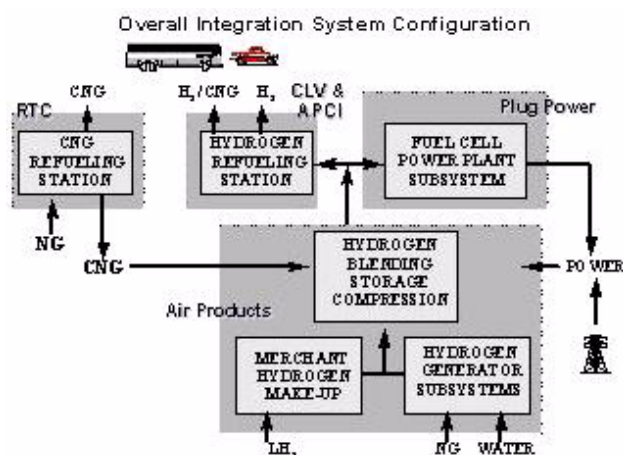 Overall Integration System Configuration
CNG
H₂/CNG
H₂
CLV &
APCI
RTC
Plug Power
CNG
REFUELING
STATION
HYDROGEN
REFUELING
STATION
FUEL CELL
POWER PLANT
SUBSYSTEM
NG
CNG
HYDROGEN
BLENDING
STORAGE
COMPRESSION
POWER
Air Products
MERCHANT
HYDROGEN
MAKE-UP
HYDROGEN
GENERATOR
SUBSYSTEMS
LH₂
NG
WATER